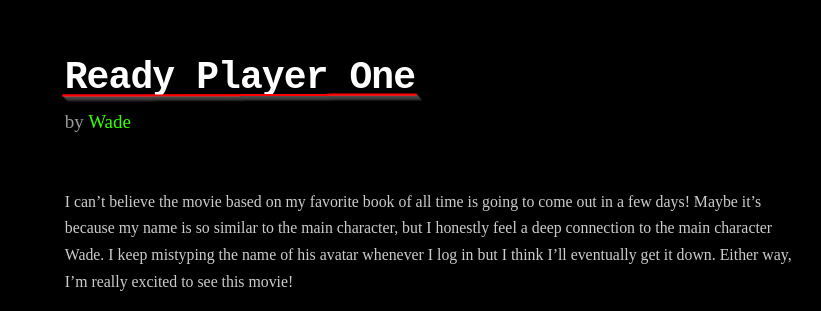 Ready Player One
by Wade
I can’t believe the movie based on my favorite book of all time is going to come out in a few days! Maybe it’s
because my name is so similar to the main character, but I honestly feel a deep connection to the main character
Wade. I keep mistyping the name of his avatar whenever I log in but I think I’ll eventually get it down. Either way,
I’m really excited to see this movie!